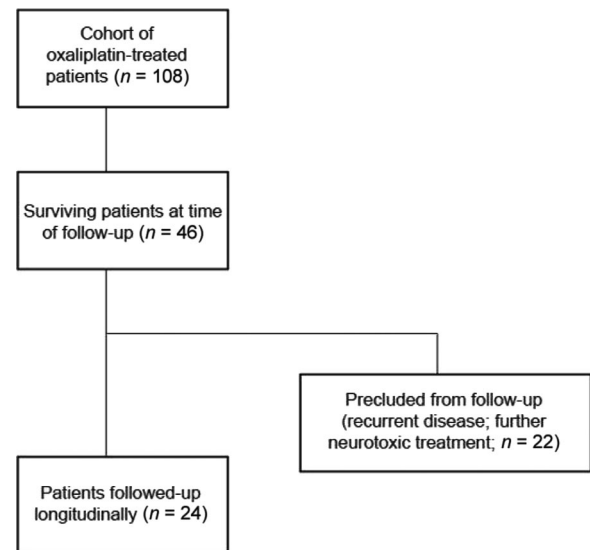 Cohort of
oxaliplatin-treated
patients (n = 108)
Surviving patients at time
of follow-up (n = 46)
Precluded from follow-up
(recurrent disease; further
neurotoxic treatment; n = 22)
Patients followed-up
longitudinally (n = 24)